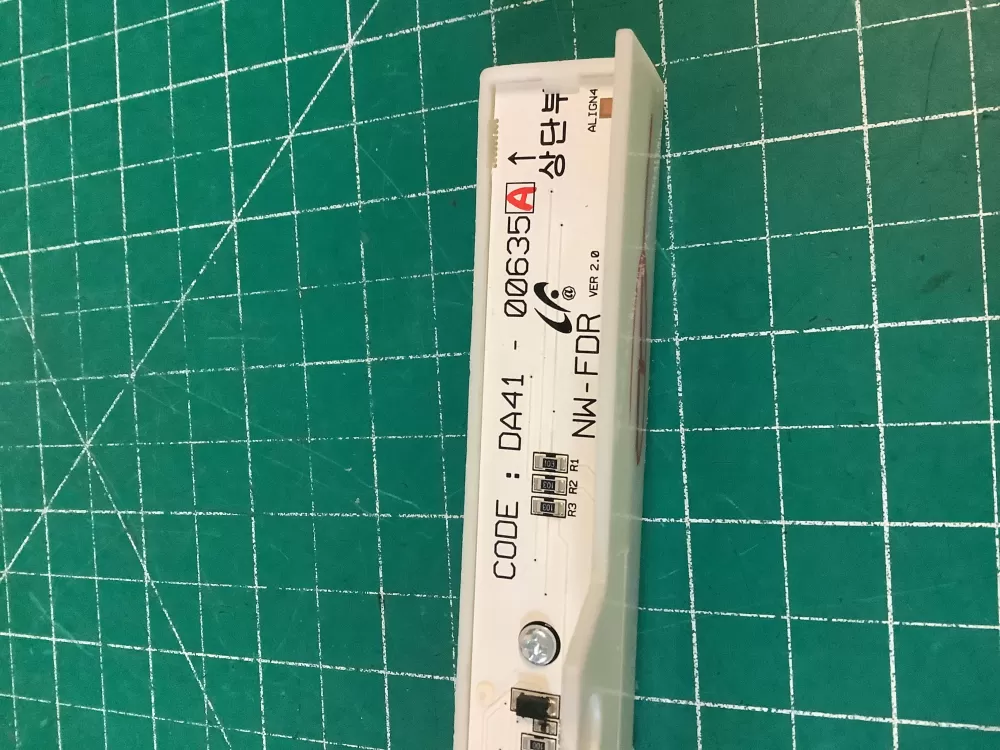 CODE : DA41 - 00635A
↑
상단부
ALIGN4
@
NW-FDR VER 2.0
R1
R2
R3